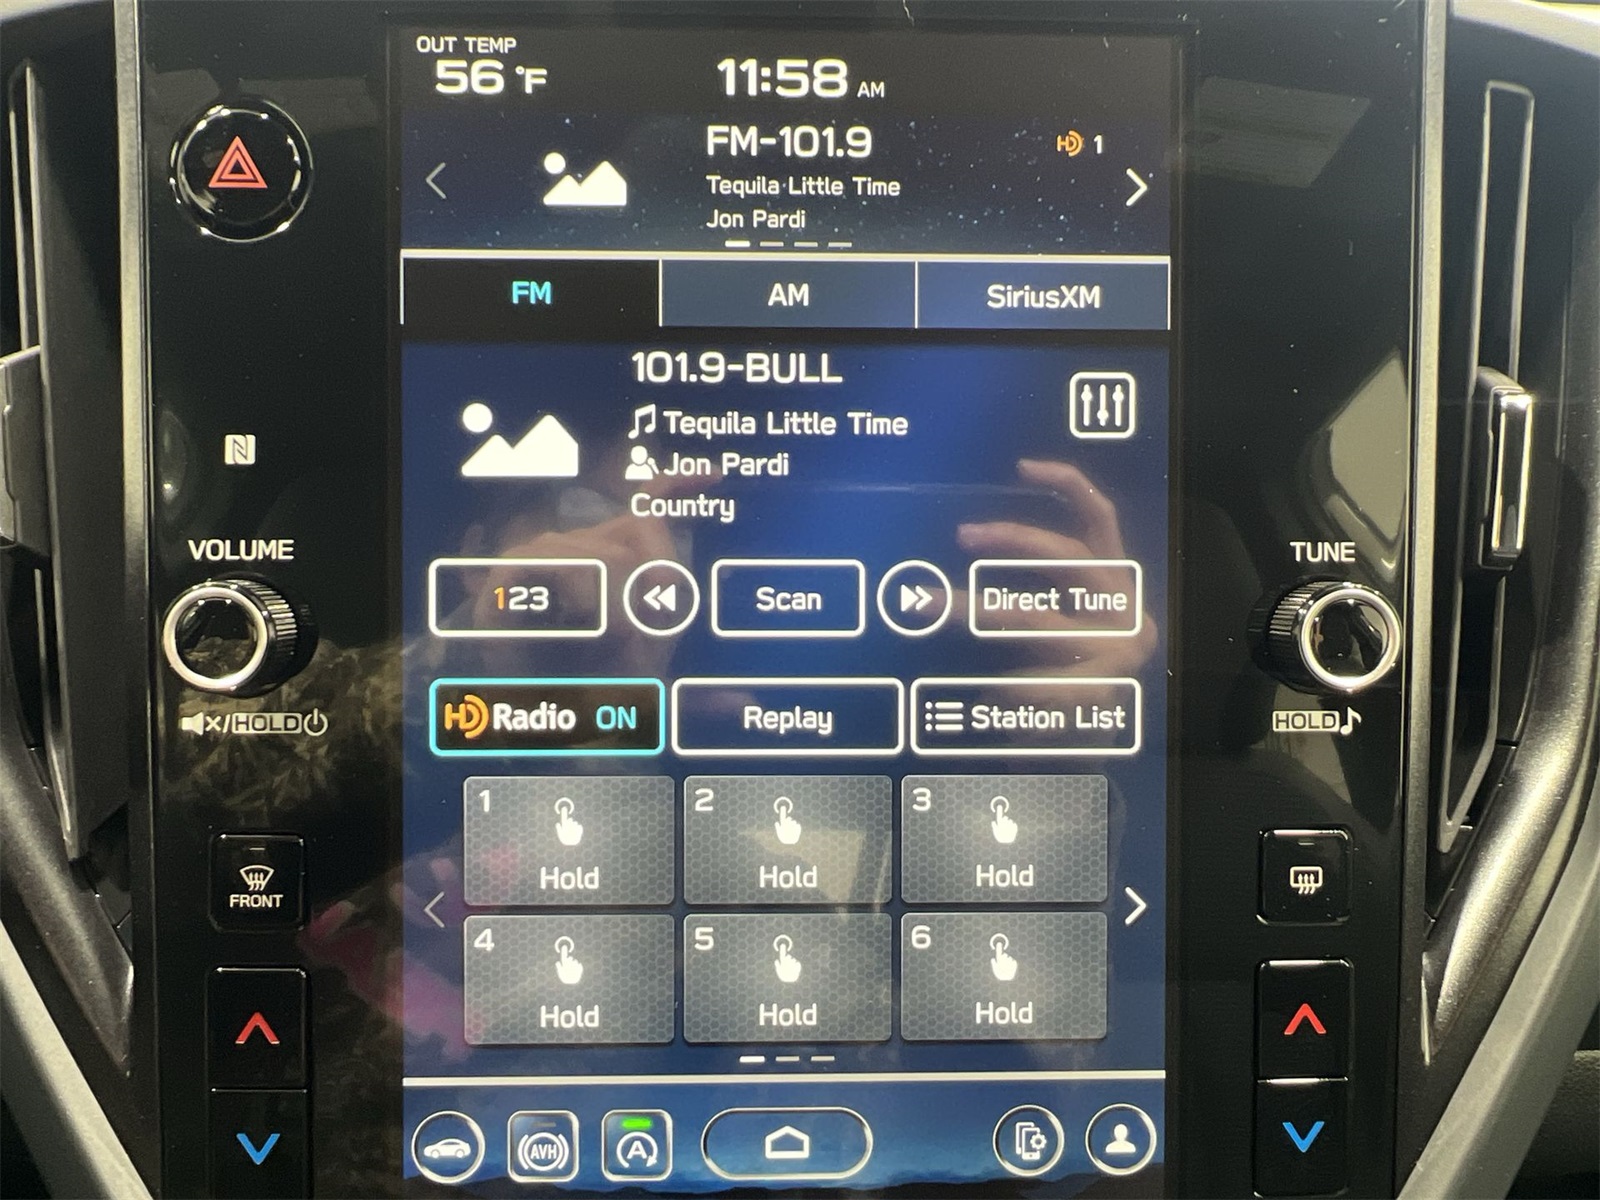 OUT TEMP
56 °F
11:58 AM
FM-101.9
HD 1
Tequila Little Time
Jon Pardi
FM
AM
SiriusXM
101.9-BULL
Tequila Little Time
Jon Pardi
Country
VOLUME
TUNE
123
Scan
Direct Tune
HD Radio ON
Replay
Station List
/HOLD
HOLD
1
Hold
2
Hold
3
Hold
4
Hold
5
Hold
6
Hold
FRONT
AVH
A